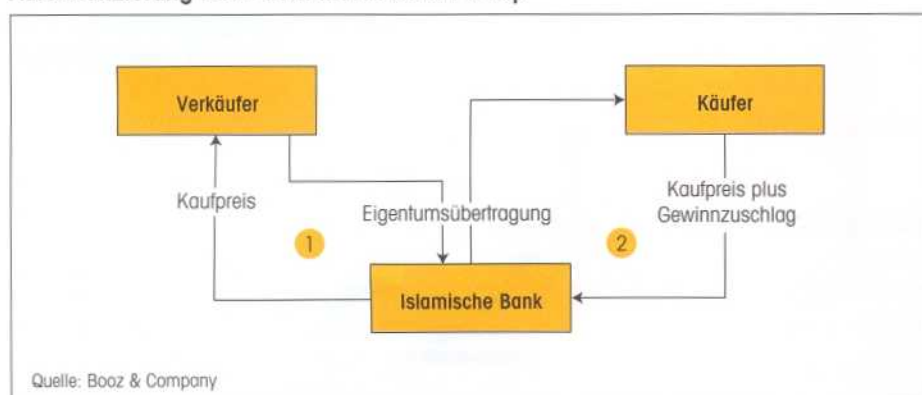 Verkäufer
Käufer
Kaufpreis
Eigentumsübertragung
Kaufpreis plus
Gewinnzuschlag
1
2
Islamische Bank
Quelle: Booz & Company